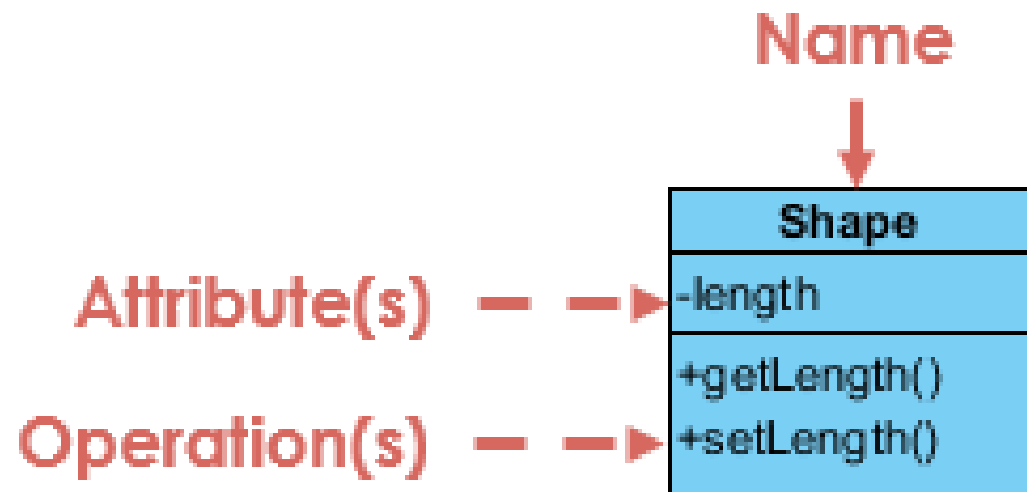 Name
Shape
Attribute(s)
-length
+getLength()
Operation(s)
+setLength()